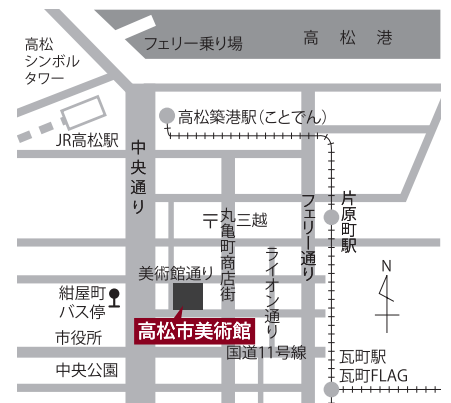 高松
シンボル
タワー
フェリー乗り場
高松港
JR高松駅
高松築港駅(ことでん)
中央通り
〒
三越
丸亀町商店街
フェリー通り
片原町駅
美術館通り
ライオン通り
N
紺屋町
バス停
高松市美術館
市役所
国道11号線
中央公園
瓦町駅
瓦町FLAG